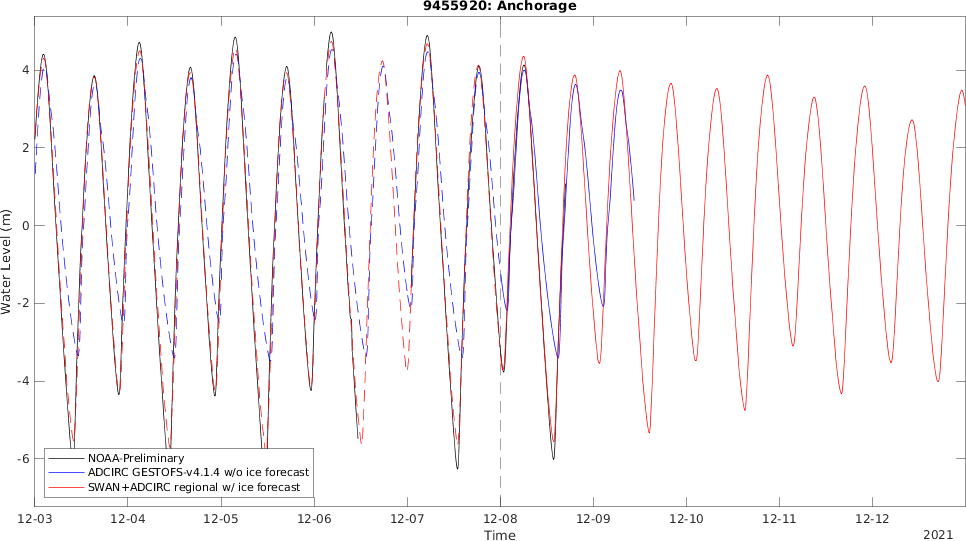 9455920: Anchorage
Water Level (m)
4
2
0
-2
-4
-6
NOAA-Preliminary
ADCIRC GESTOFS-v4.1.4 w/o ice forecast
SWAN+ADCIRC regional w/ ice forecast
12-03 12-04 12-05 12-06 12-07 12-08 12-09 12-10 12-11 12-12
Time
2021